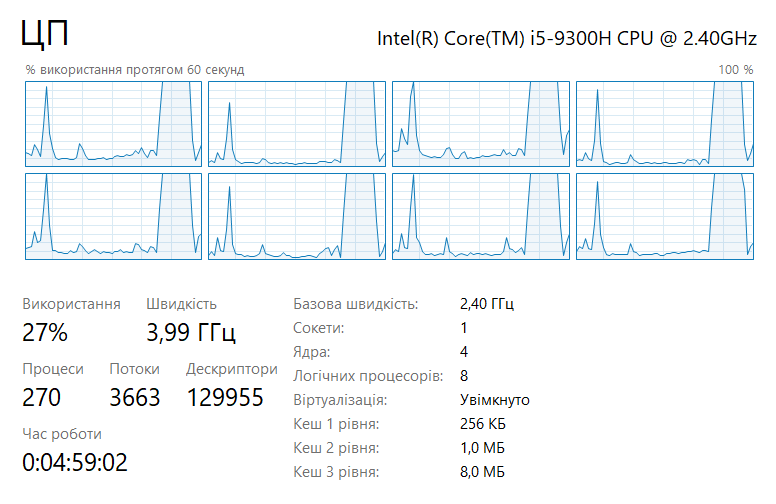 ЦП
Intel(R) Core(TM) i5-9300H CPU @ 2.40GHz
% використання протягом 60 секунд
100 %
Використання
Швидкість
27%
3,99 ГГц
Процеси
Потоки
Дескриптори
270
3663
129955
Час роботи
0:04:59:02
Базова швидкість:
2,40 ГГц
Сокети:
1
Ядра:
4
Логічних процесорів:
8
Віртуалізація:
Увімкнуто
Кеш 1 рівня:
256 КБ
Кеш 2 рівня:
1,0 МБ
Кеш 3 рівня:
8,0 МБ